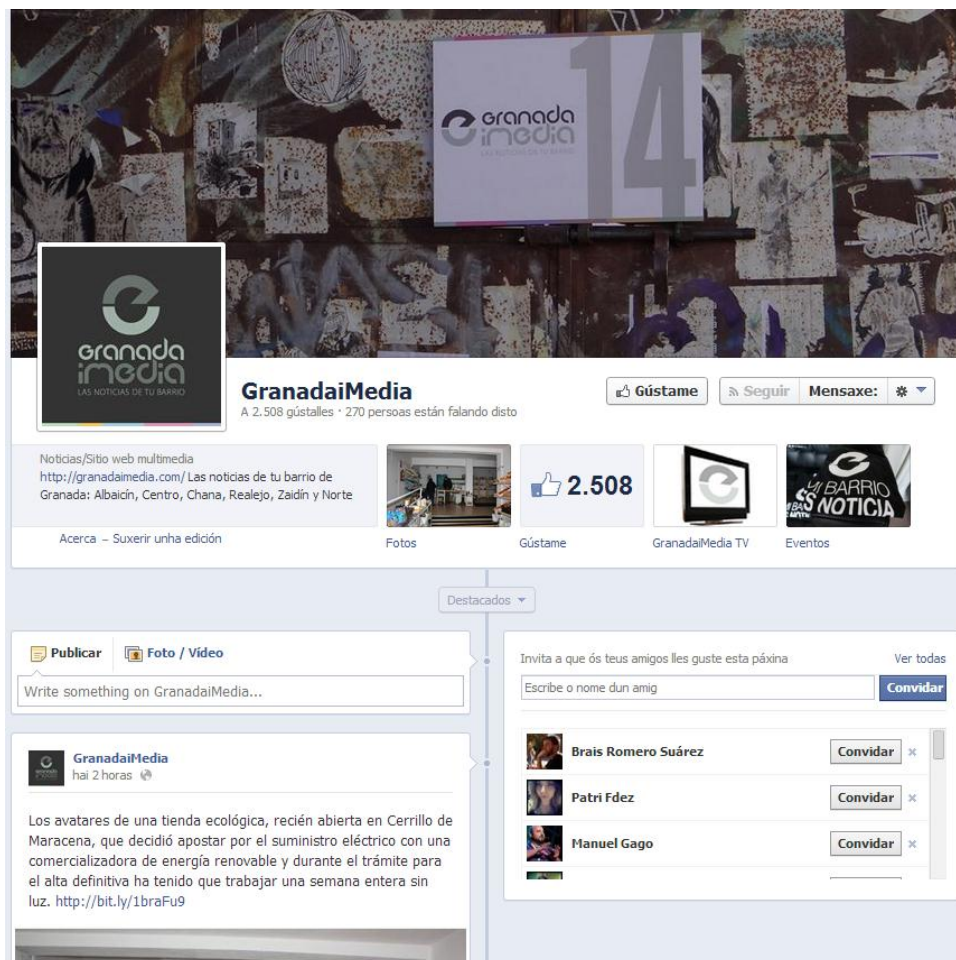 granada
imedia
LAS NOTICIAS DE TU BARRIO
14
granada
imedia
LAS NOTICIAS DE TU BARRIO
GranadaiMedia
A 2.508 gústalles · 270 persoas están falando disto
Gústame
Seguir
Mensaxe:
Noticias/Sitio web multimedia
http://granadaimedia.com/ Las noticias de tu barrio de
Granada: Albaicín, Centro, Chana, Realejo, Zaidín y Norte
Acerca – Suxerir unha edición
2.508
MI BARRIO
NOTICIA
Fotos
Gústame
GranadaiMedia TV
Eventos
Destacados
Publicar
Foto / Vídeo
Write something on GranadaiMedia...
GranadaiMedia
hai 2 horas
Los avatares de una tienda ecológica, recién abierta en Cerrillo de
Maracena, que decidió apostar por el suministro eléctrico con una
comercializadora de energía renovable y durante el trámite para
el alta definitiva ha tenido que trabajar una semana entera sin
luz. http://bit.ly/1braFu9
Invita a que ós teus amigos lles guste esta páxina
Ver todas
Escribe o nome dun amig
Convidar
Brais Romero Suárez
Convidar
Patri Fdez
Convidar
Manuel Gago
Convidar